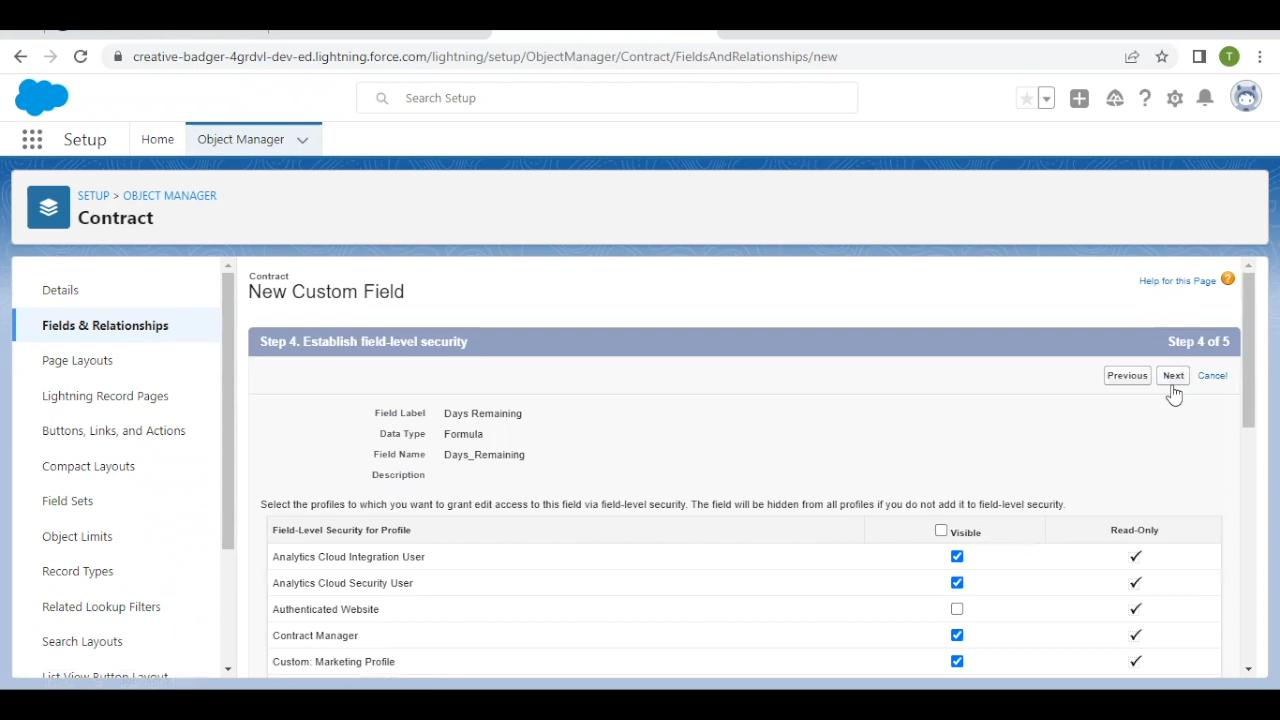 creative-badger-4grdvl-dev-ed.lightning.force.com/lightning/setup/ObjectManager/Contract/FieldsAndRelationships/new
T
Search Setup
Setup
Home
Object Manager
SETUP > OBJECT MANAGER
Contract
Details
Fields & Relationships
Page Layouts
Lightning Record Pages
Buttons, Links, and Actions
Compact Layouts
Field Sets
Object Limits
Record Types
Related Lookup Filters
Search Layouts
List View Button Layout
Contract
New Custom Field
Help for this Page ?
Step 4. Establish field-level security
Step 4 of 5
Previous
Next
Cancel
Field Label Days Remaining
Data Type Formula
Field Name Days_Remaining
Description
Select the profiles to which you want to grant edit access to this field via field-level security. The field will be hidden from all profiles if you do not add it to field-level security.
Field-Level Security for Profile Visible Read-Only
Analytics Cloud Integration User
Analytics Cloud Security User
Authenticated Website
Contract Manager
Custom: Marketing Profile